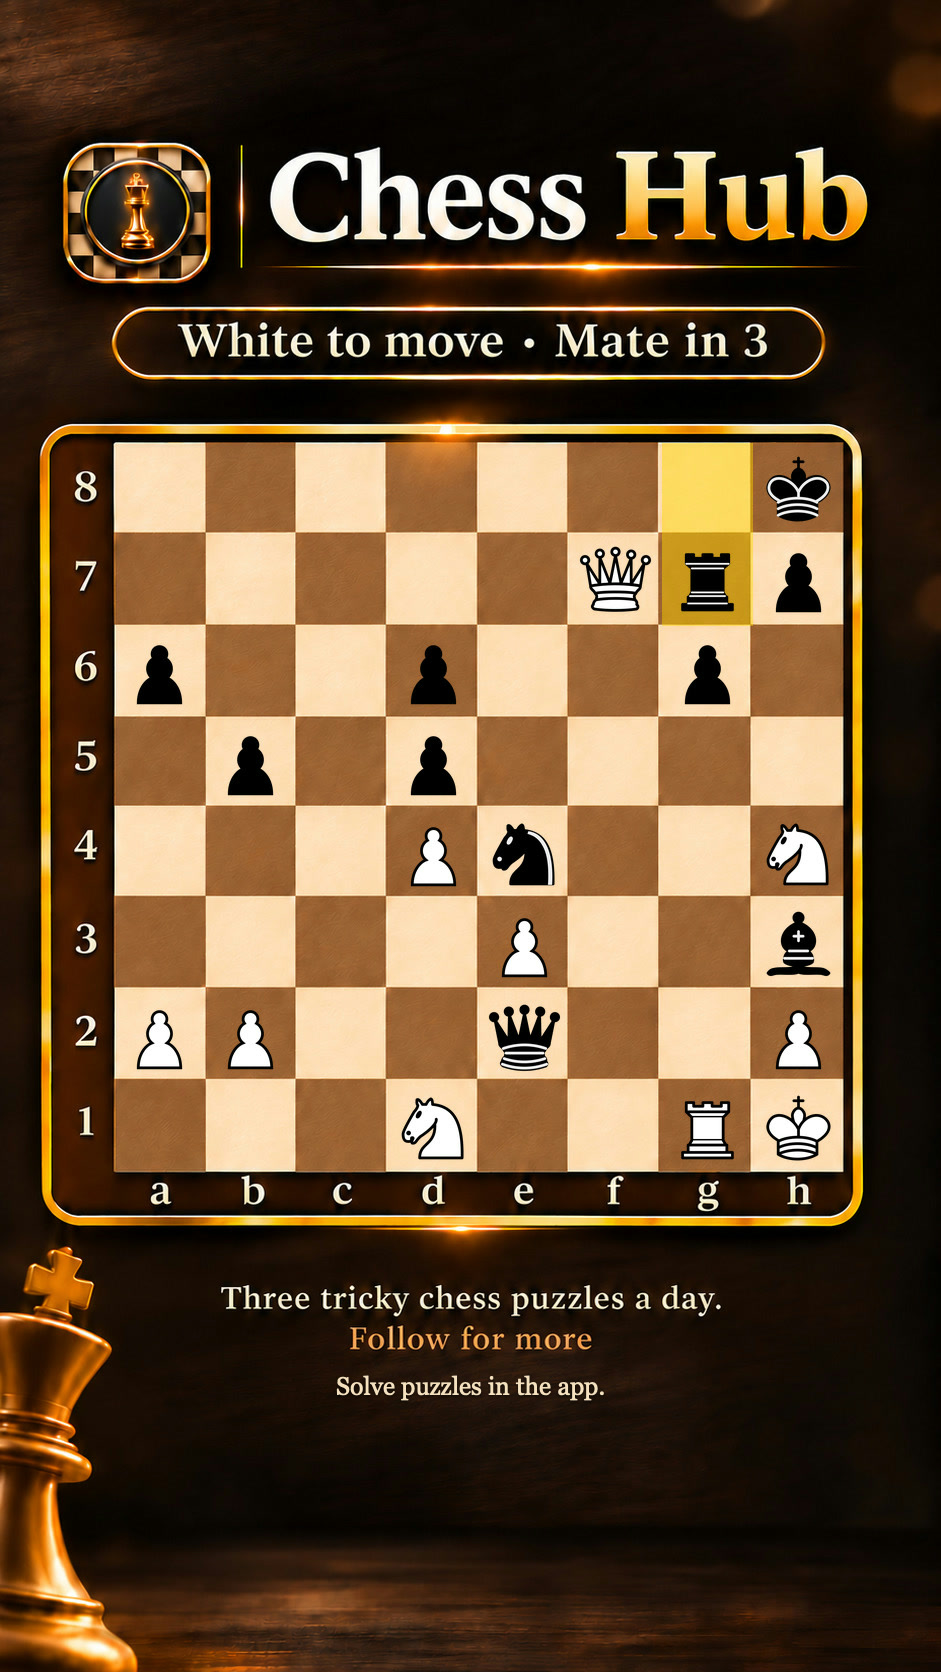 Chess Hub
White to move • Mate in 3
8
7
6
5
4
3
2
1
a b c d e f g h
Three tricky chess puzzles a day.
Follow for more
Solve puzzles in the app.